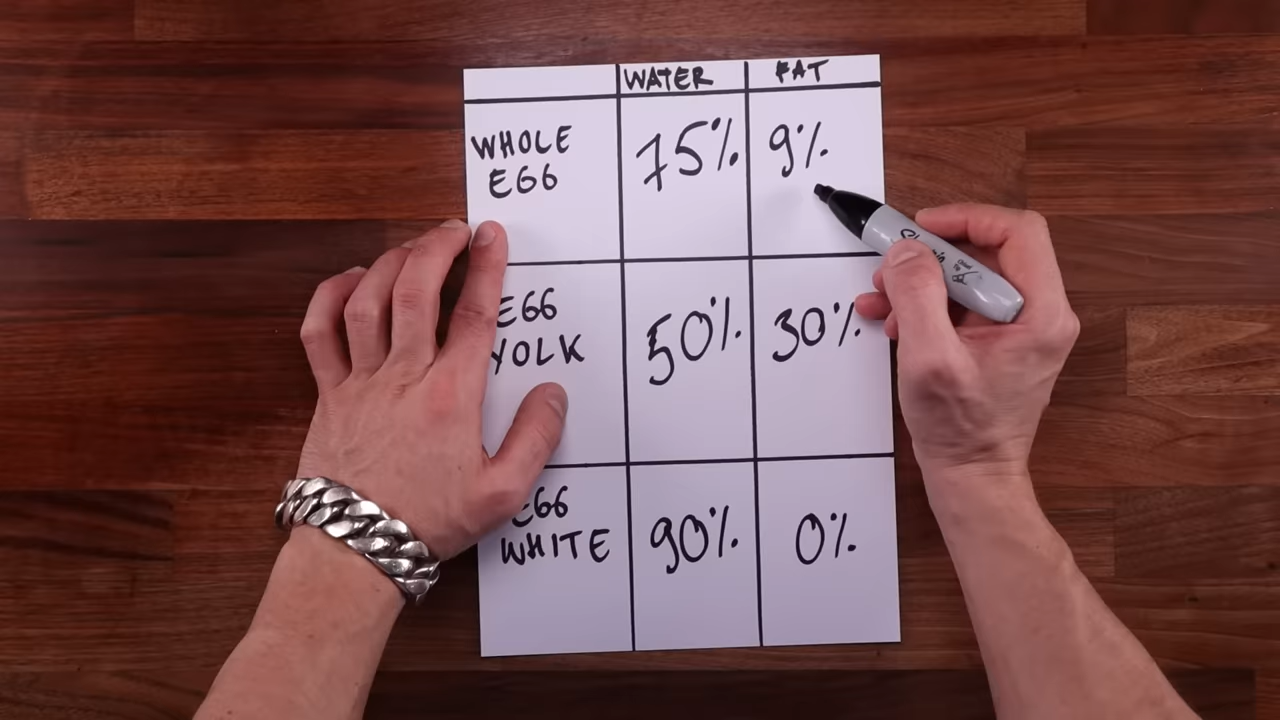 WATER FAT
WHOLE
EGG
75% 9%
EGG
YOLK
50% 30%
EGG
WHITE
90% 0%